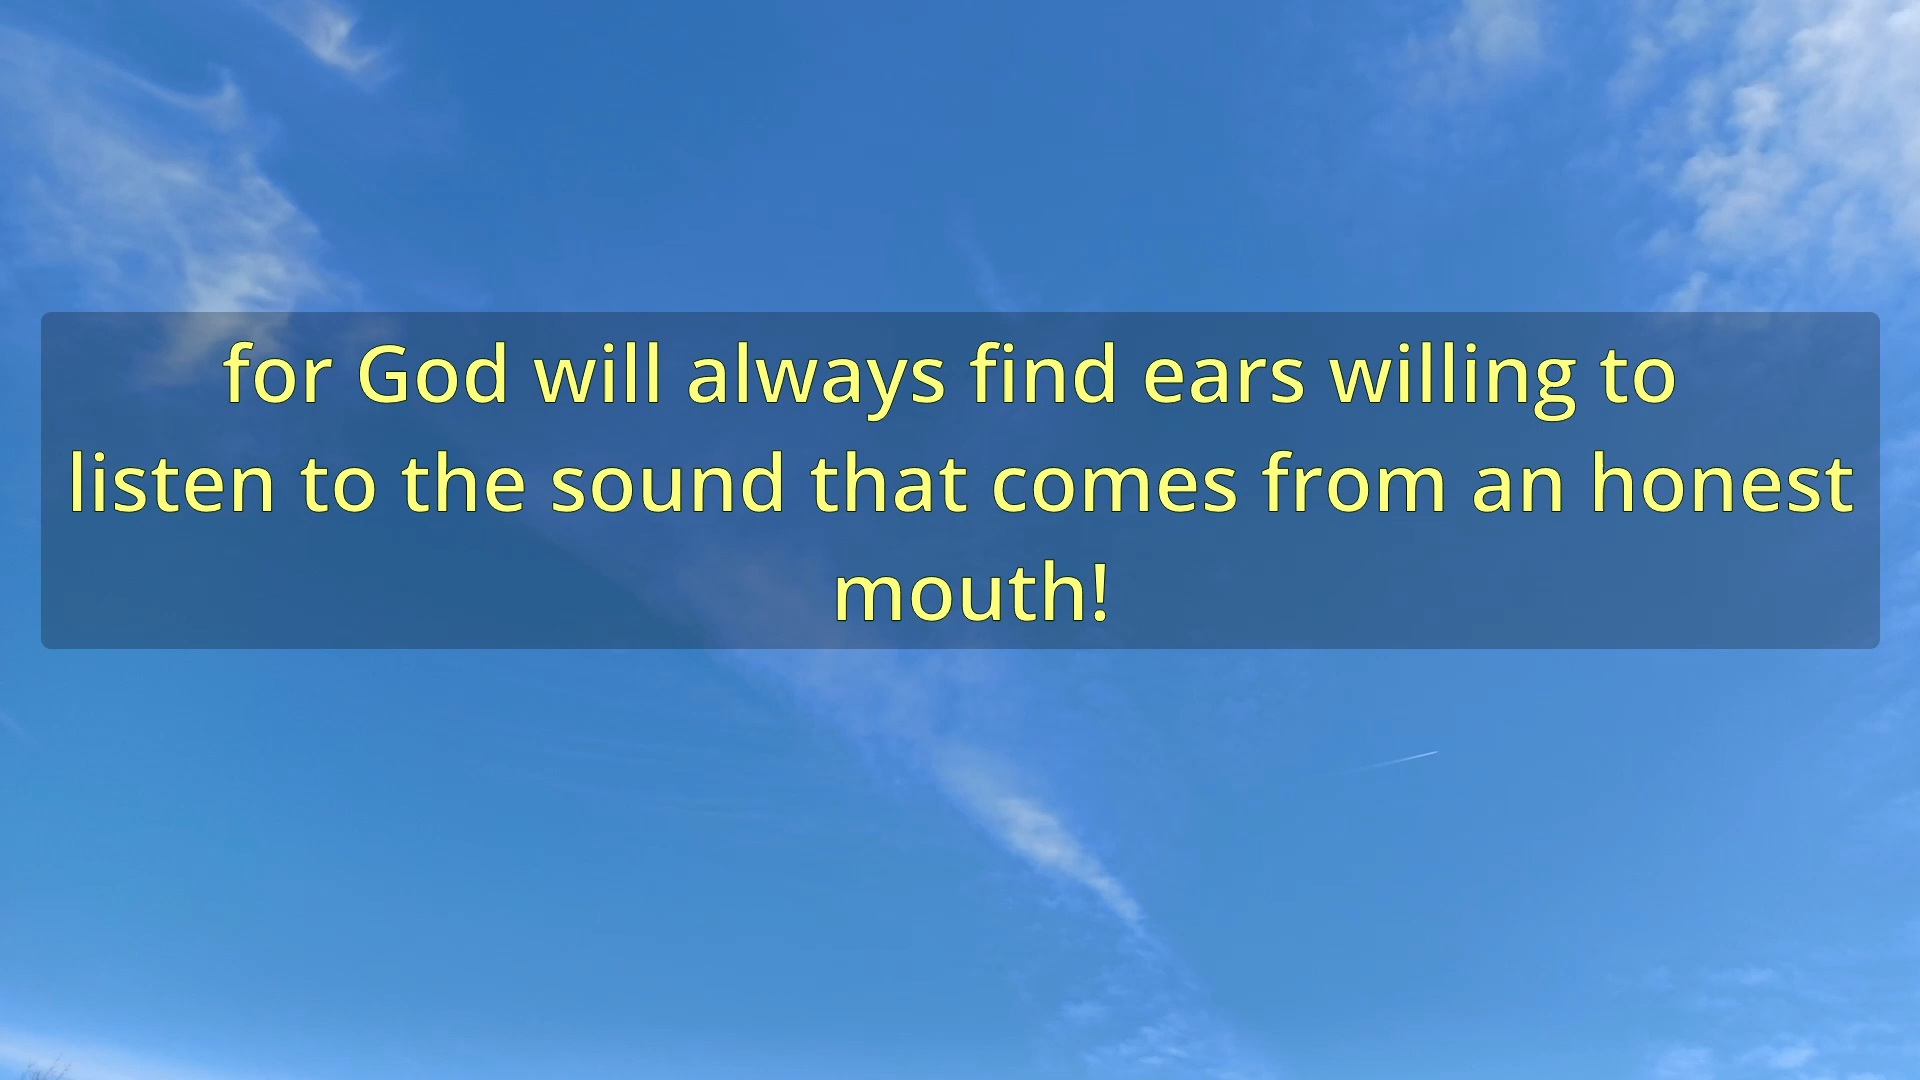 for God will always find ears willing to
listen to the sound that comes from an honest
mouth!